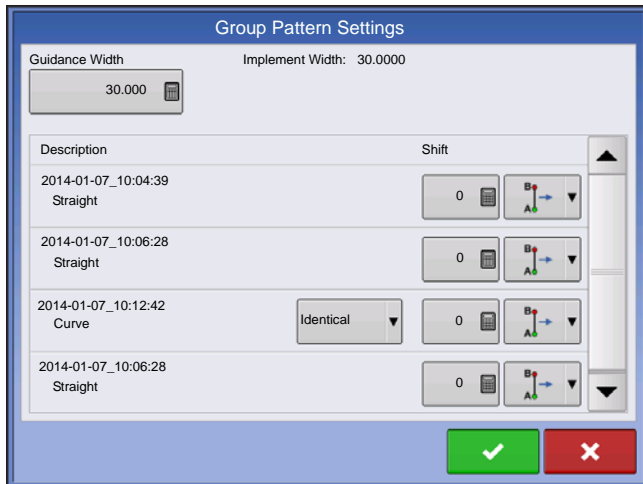 Group Pattern Settings
Guidance Width
Implement Width: 30.0000
30.000
Description Shift
2014-01-07_10:04:39
Straight
0
B
A
2014-01-07_10:06:28
Straight
0
B
A
2014-01-07_10:12:42
Curve
Identical
0
B
A
2014-01-07_10:06:28
Straight
0
B
A